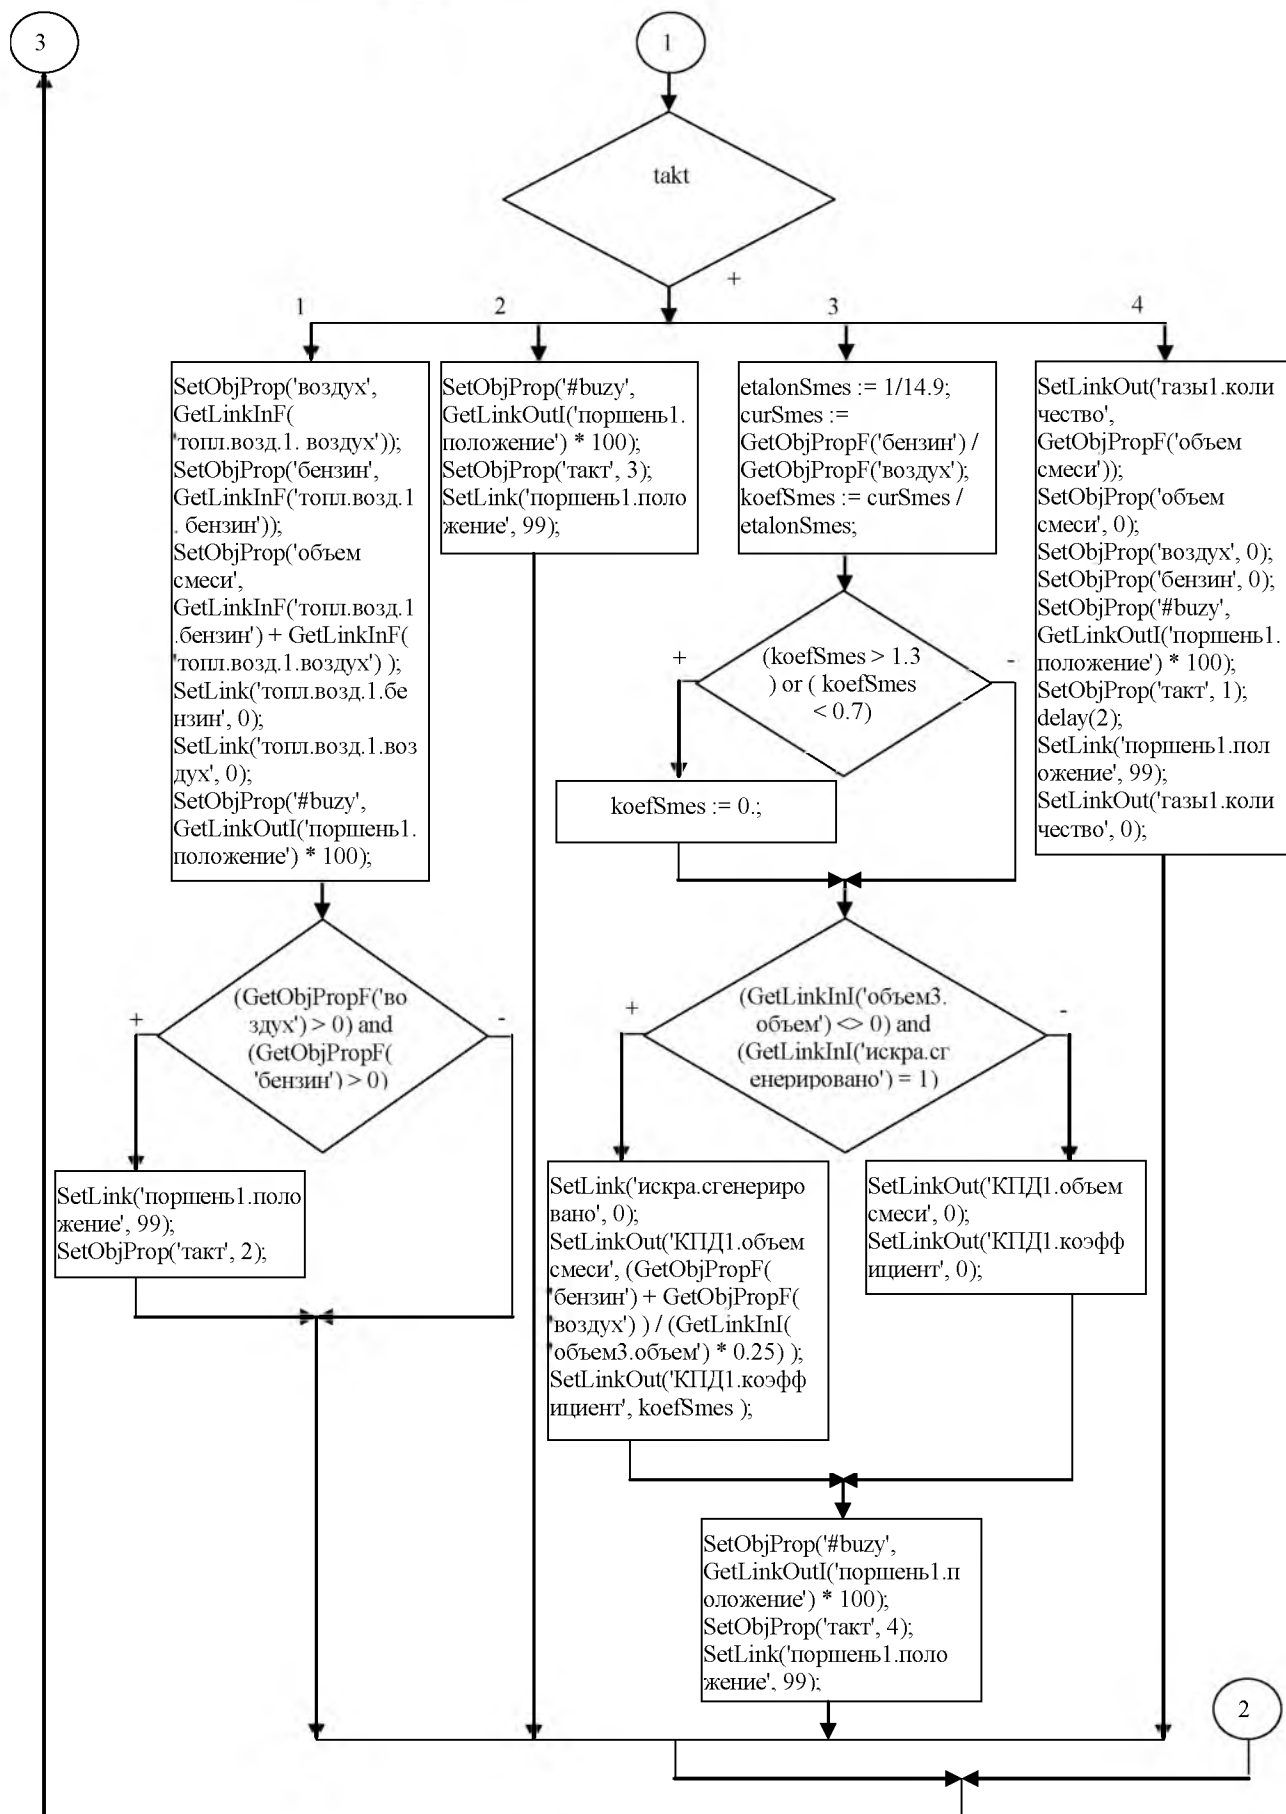 3
1
takt
+
1
2
3
4
SetObjProp('воздух',
GetLinkInF(
'топл.возд.1. воздух'));
SetObjProp('бензин',
GetLinkInF('топл.возд.1
. бензин'));
SetObjProp('объем
смеси',
GetLinkInF('топл.возд.1
.бензин') + GetLinkInF(
'топл.возд.1.воздух') );
SetLink('топл.возд.1.бе
нзин', 0);
SetLink('топл.возд.1.воз
дух', 0);
SetObjProp('#buzy',
GetLinkOutI('поршень1.
положение') * 100);
SetObjProp('#buzy',
GetLinkOutI('поршень1.
положение') * 100);
SetObjProp('такт', 3);
SetLink('поршень1.поло
жение', 99);
etalonSmes := 1/14.9;
curSmes :=
GetObjPropF('бензин') /
GetObjPropF('воздух');
koefSmes := curSmes /
etalonSmes;
SetLinkOut('газы1.коли
чество',
GetObjPropF('объем
смеси'));
SetObjProp('объем
смеси', 0);
SetObjProp('воздух', 0);
SetObjProp('бензин', 0);
SetObjProp('#buzy',
GetLinkOutI('поршень1.
положение') * 100);
SetObjProp('такт', 1);
delay(2);
SetLink('поршень1.пол
ожение', 99);
SetLinkOut('газы1.коли
чество', 0);
+
(koefSmes > 1.3
) or ( koefSmes
< 0.7)
-
koefSmes := 0.;
+
(GetObjPropF('во
здух') > 0) and
(GetObjPropF(
'бензин') > 0)
-
+
(GetLinkInI('объем3.
объем') <> 0) and
(GetLinkInI('искра.сг
енерировано') = 1)
-
SetLink('поршень1.поло
жение', 99);
SetObjProp('такт', 2);
SetLink('искра.сгенериро
вано', 0);
SetLinkOut('КПД1.объем
смеси', (GetObjPropF(
'бензин') + GetObjPropF(
'воздух') ) / (GetLinkInI(
'объем3.объем') * 0.25) );
SetLinkOut('КПД1.коэфф
ициент', koefSmes );
SetLinkOut('КПД1.объем
смеси', 0);
SetLinkOut('КПД1.коэфф
ициент', 0);
SetObjProp('#buzy',
GetLinkOutI('поршень1.п
оложение') * 100);
SetObjProp('такт', 4);
SetLink('поршень1.поло
жение', 99);
2